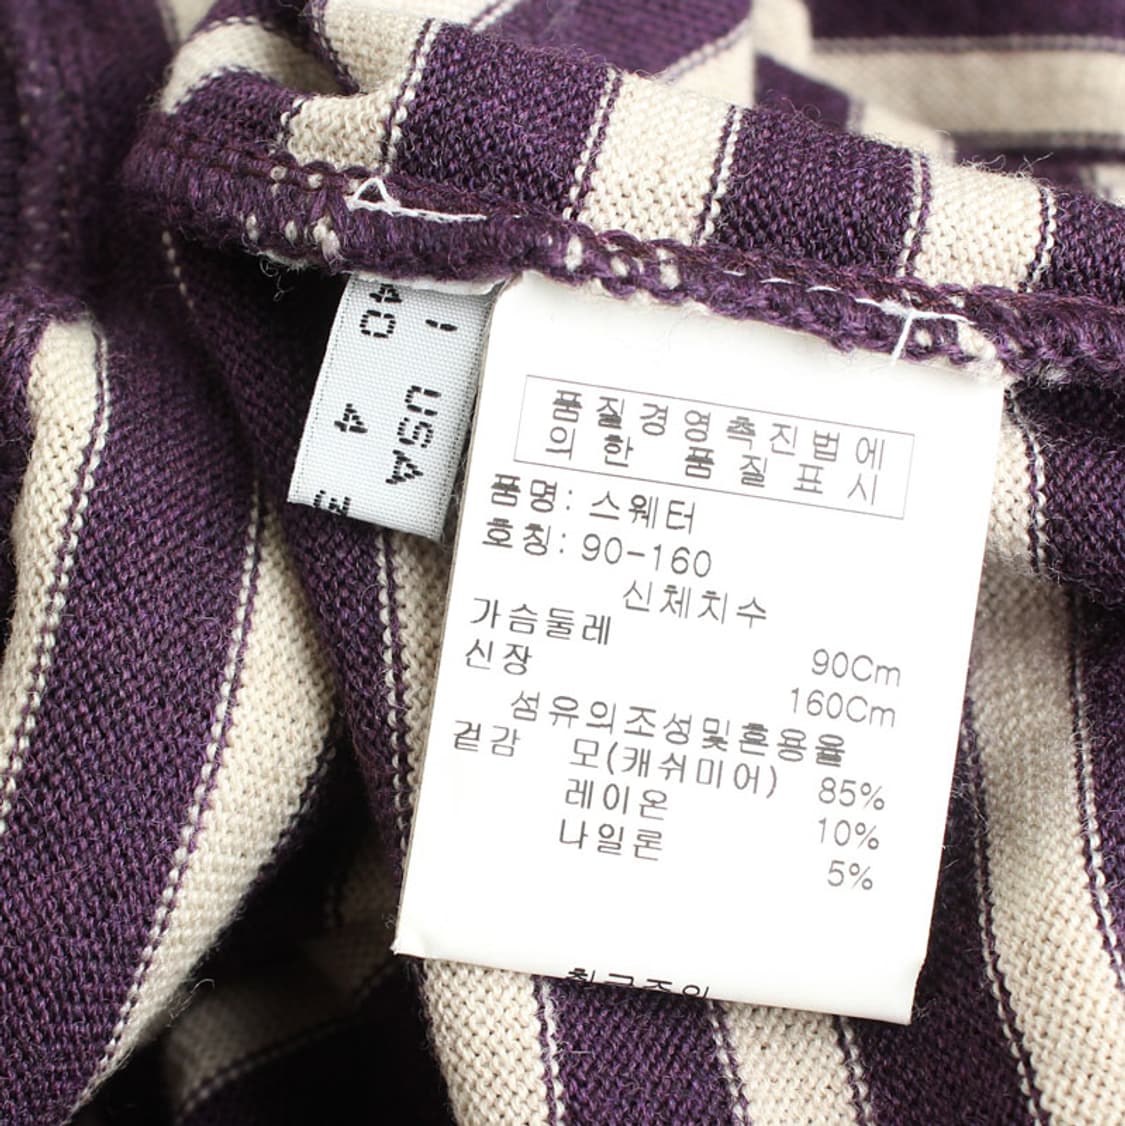 품질경영촉진법에
의한 품질표시
품명: 스웨터
호칭: 90-160
신체치수
가슴둘레 90Cm
신장 160Cm
섬유의조성및혼용율
겉감 모(캐쉬미어) 85%
레이온 10%
나일론 5%
USA 4
I 40